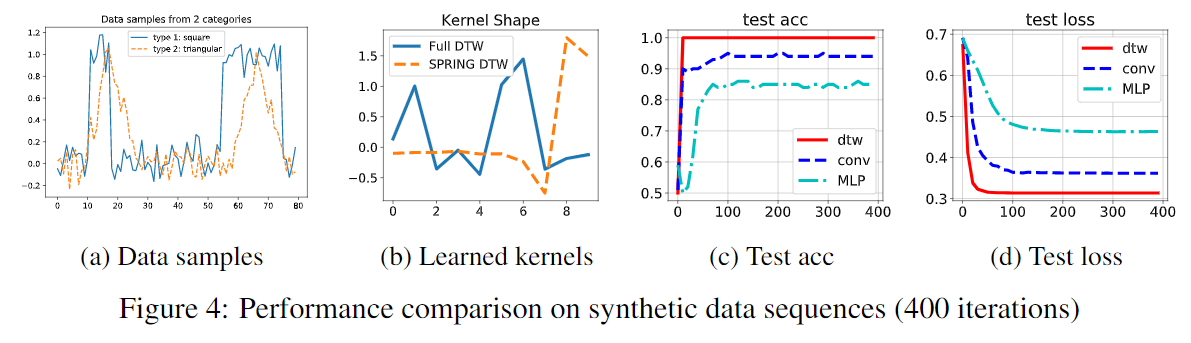 Data samples from 2 categories
type 1: square
type 2: triangular
1.2
1.0
0.8
0.6
0.4
0.2
0.0
−0.2
0 10 20 30 40 50 60 70 80
(a) Data samples
Kernel Shape
Full DTW
SPRING DTW
1.5
1.0
0.5
0.0
−0.5
0 2 4 6 8
(b) Learned kernels
test acc
1.0
0.9
0.8
0.7
0.6
0.5
dtw
conv
MLP
0 100 200 300 400
(c) Test acc
test loss
0.7
0.6
0.5
0.4
0.3
dtw
conv
MLP
0 100 200 300 400
(d) Test loss
Figure 4: Performance comparison on synthetic data sequences (400 iterations)